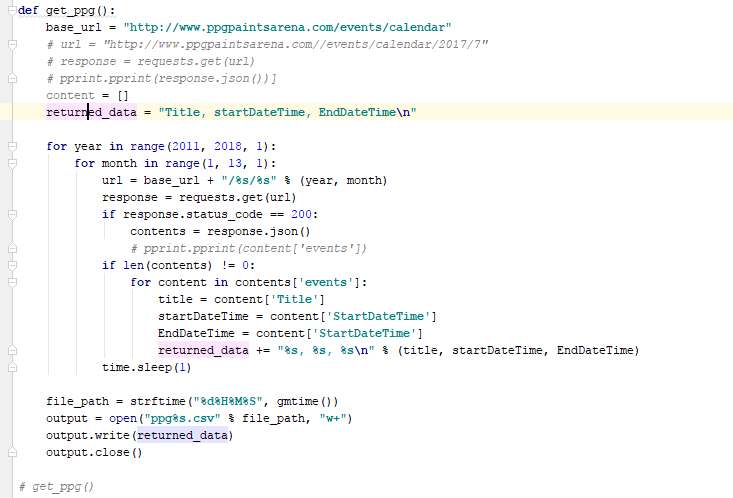 def get_ppg():
    base_url = "http://www.ppgpaintsarena.com/events/calendar"
    # url = "http://www.ppgpaintsarena.com//events/calendar/2017/7"
    # response = requests.get(url)
    # pprint.pprint(response.json())]
    content = []
    returned_data = "Title, startDateTime, EndDateTime\n"

    for year in range(2011, 2018, 1):
        for month in range(1, 13, 1):
            url = base_url + "/%s/%s" % (year, month)
            response = requests.get(url)
            if response.status_code == 200:
                contents = response.json()
                # pprint.pprint(content['events'])
            if len(contents) != 0:
                for content in contents['events']:
                    title = content['Title']
                    startDateTime = content['StartDateTime']
                    EndDateTime = content['StartDateTime']
                    returned_data += "%s, %s, %s\n" % (title, startDateTime, EndDateTime)
            time.sleep(1)

    file_path = strftime("%d%H%M%S", gmtime())
    output = open("ppg%s.csv" % file_path, "w+")
    output.write(returned_data)
    output.close()

# get_ppg()